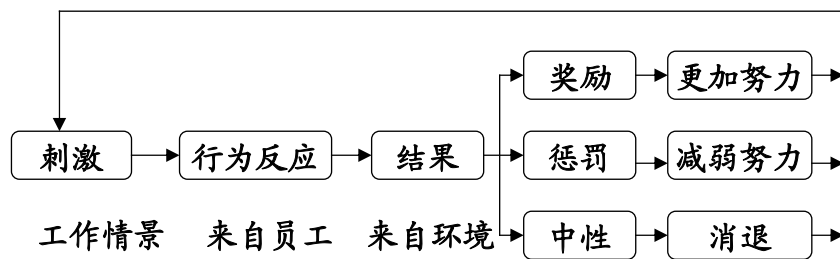 奖励 更加努力
刺激 行为反应 结果 惩罚 减弱努力
工作情景 来自员工 来自环境 中性 消退